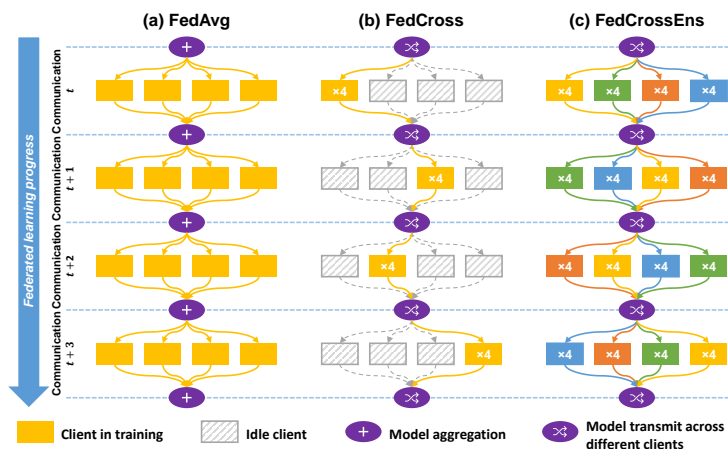 (a) FedAvg
(b) FedCross
(c) FedCrossEns
Federated learning progress
Communication
Communication
Communication
Communication
Communication
t
×4
×4
×4
×4
×4
t + 1
×4
×4
×4
×4
×4
t + 2
×4
×4
×4
×4
×4
t + 3
×4
×4
×4
×4
×4
Client in training
Idle client
Model aggregation
Model transmit across
different clients